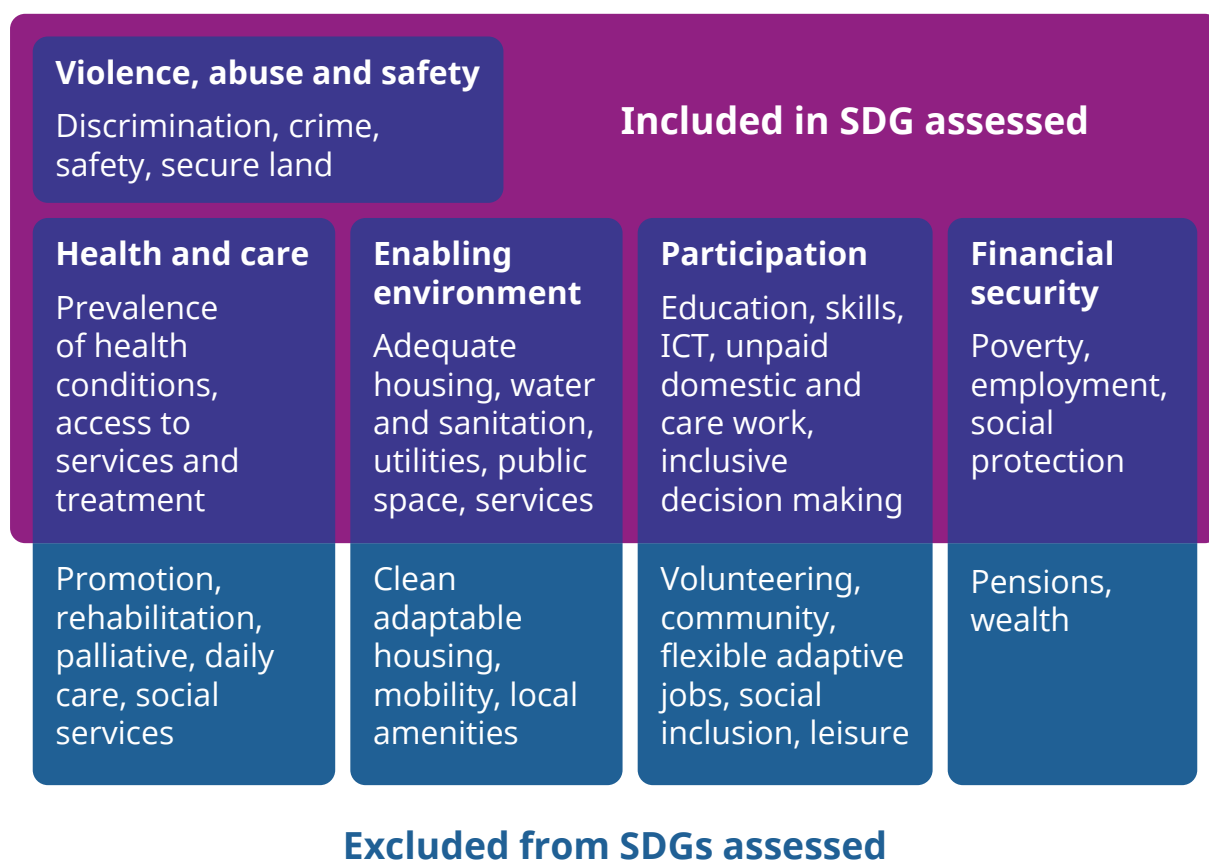 Violence, abuse and safety
Discrimination, crime,
safety, secure land
Included in SDG assessed
Health and care
Prevalence
of health
conditions,
access to
services and
treatment
Enabling
environment
Adequate
housing, water
and sanitation,
utilities, public
space, services
Participation
Education, skills,
ICT, unpaid
domestic and
care work,
inclusive
decision making
Financial
security
Poverty,
employment,
social
protection
Promotion,
rehabilitation,
palliative, daily
care, social
services
Clean
adaptable
housing,
mobility, local
amenities
Volunteering,
community,
flexible adaptive
jobs, social
inclusion, leisure
Pensions,
wealth
Excluded from SDGs assessed